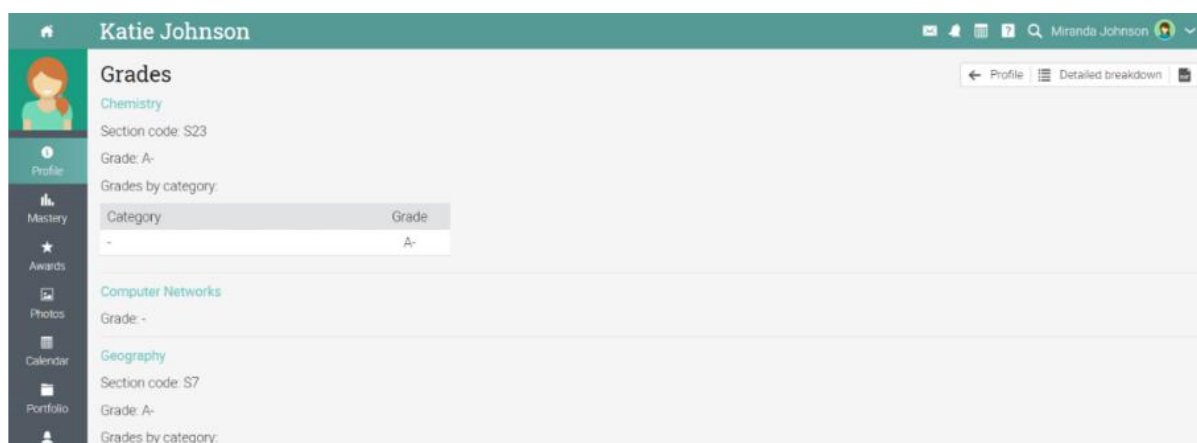 Katie Johnson
Miranda Johnson
Grades
Profile
Detailed breakdown
Chemistry
Section code: S23
Grade: A-
Grades by category:
Category Grade
- A-
Computer Networks
Grade: -
Geography
Section code: S7
Grade: A-
Grades by category:
Profile
Mastery
Awards
Photos
Calendar
Portfolio